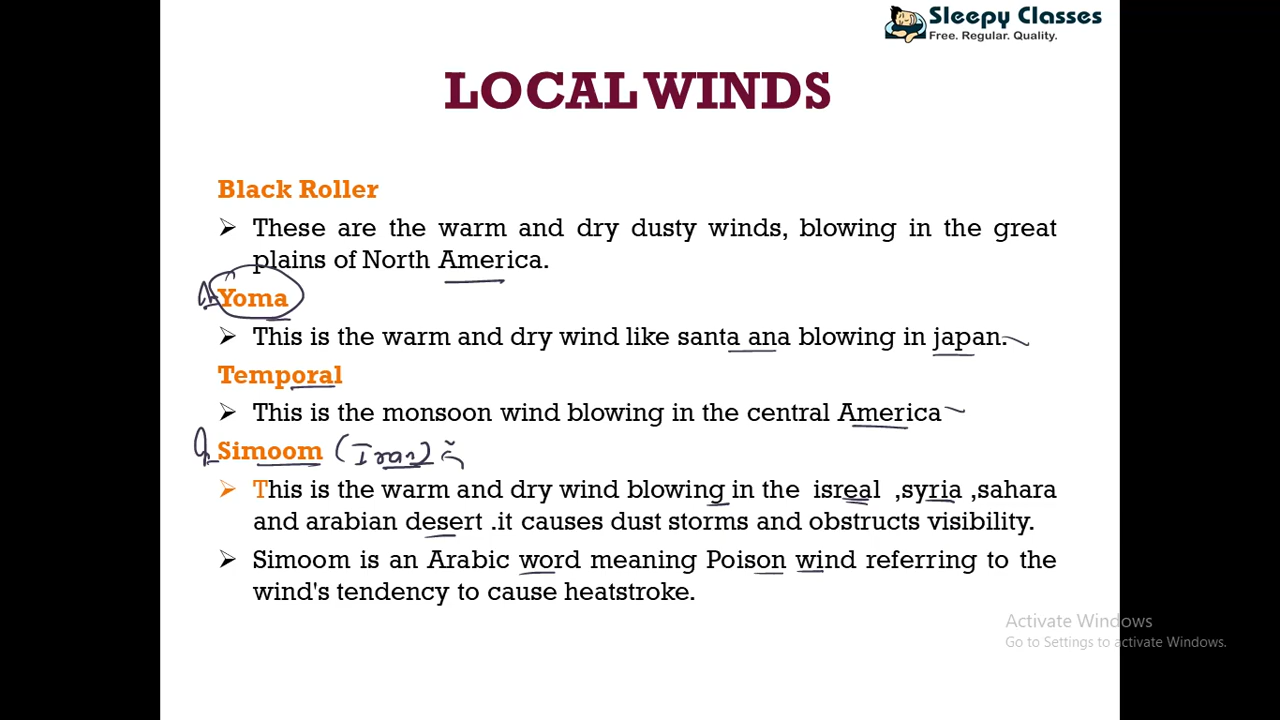 Sleepy Classes
Free. Regular. Quality.
LOCAL WINDS
Black Roller
➢ These are the warm and dry dusty winds, blowing in the great
plains of North America.
Yoma
➢ This is the warm and dry wind like santa ana blowing in japan.
Temporal
➢ This is the monsoon wind blowing in the central America
Simoom (Iran)
➢ This is the warm and dry wind blowing in the isreal ,syria ,sahara
and arabian desert .it causes dust storms and obstructs visibility.
➢ Simoom is an Arabic word meaning Poison wind referring to the
wind's tendency to cause heatstroke.
Activate Windows
Go to Settings to activate Windows.